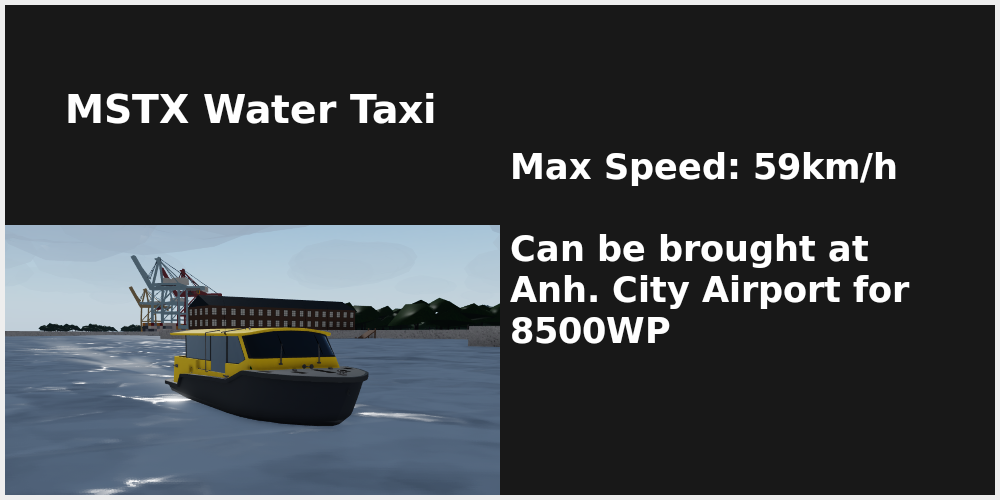 MSTX Water Taxi
Max Speed: 59km/h
Can be brought at
Anh. City Airport for
8500WP